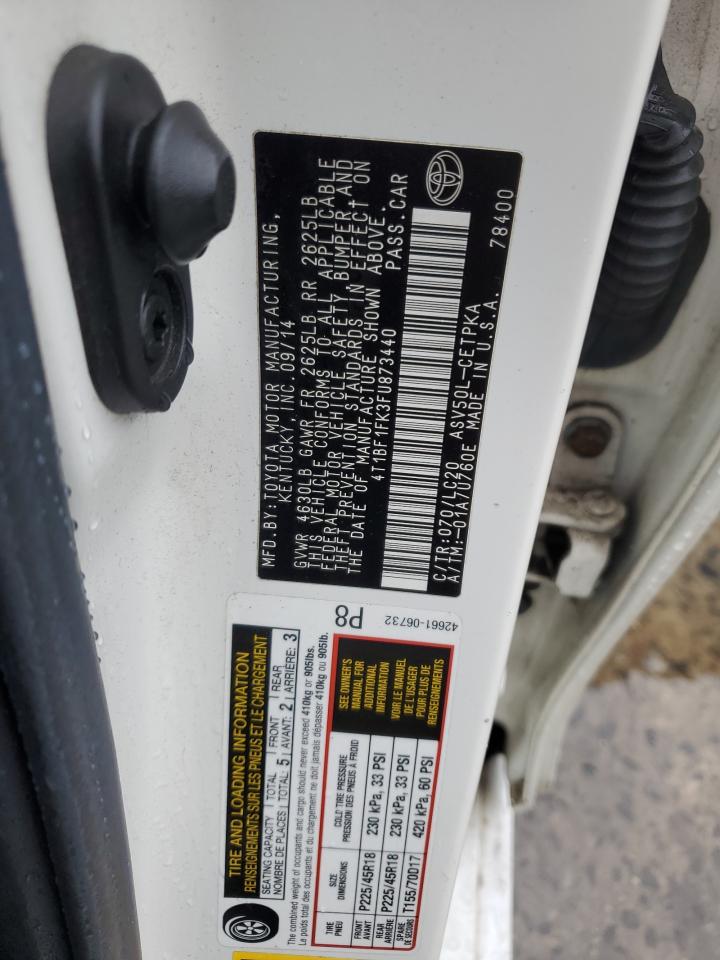 MFD.BY:TOYOTA MOTOR MANUFACTURING,
KENTUCKY, INC. 09/14
GVWR 4630LB GAWR FR 2625LB RR 2625LB
THIS VEHICLE CONFORMS TO ALL APPLICABLE
FEDERAL MOTOR VEHICLE SAFETY, BUMPER, AND
THEFT PREVENTION STANDARDS IN EFFECT ON
THE DATE OF MANUFACTURE SHOWN ABOVE.
4T1BF1FK3FU873440 PASS.CAR
C/TR:070/LC20 ASV50L-CETPKA
A/TM:-01A/U760E MADE IN U.S.A.
78400
TIRE AND LOADING INFORMATION
RENSEIGNEMENTS SUR LES PNEUS ET LE CHARGEMENT
SEATING CAPACITY TOTAL FRONT REAR
NOMBRE DE PLACES TOTAL: 5 AVANT: 2 ARRIÈRE: 3
The combined weight of occupants and cargo should never exceed 410kg or 905lbs.
Le poids total des occupants et du chargement ne doit jamais dépasser 410kg ou 905lb.
P8
42661-06732
TIRE SIZE COLD TIRE PRESSURE
PNEU DIMENSIONS PRESSION DES PNEUS À FROID
FRONT
AVANT P225/45R18 230 kPa, 33 PSI
REAR
ARRIÈRE P225/45R18 230 kPa, 33 PSI
SPARE
DE SECOURS T155/70D17 420 kPa, 60 PSI
SEE OWNER'S
MANUAL FOR
ADDITIONAL
INFORMATION
VOIR LE MANUEL
DE L'USAGER
POUR PLUS DE
RENSEIGNEMENTS